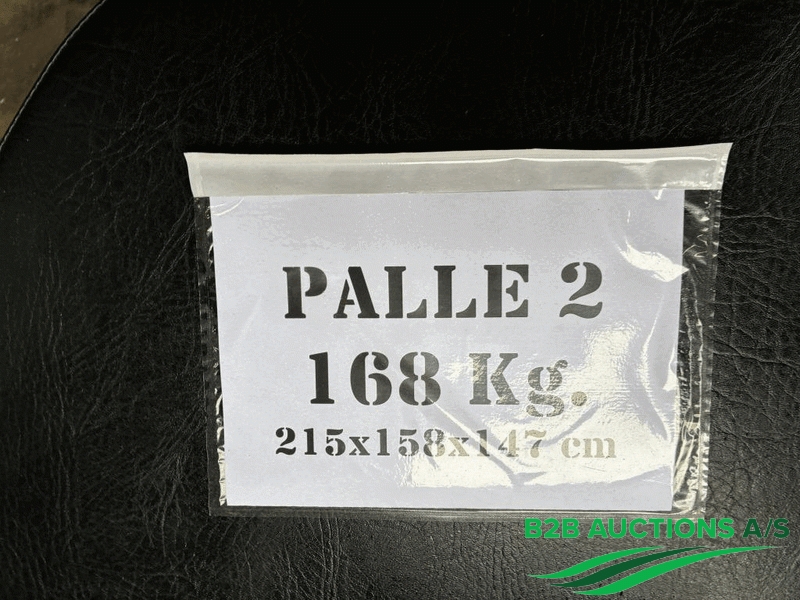 PALLE 2
168 Kg.
215x158x147 cm
B2B AUCTIONS A/S